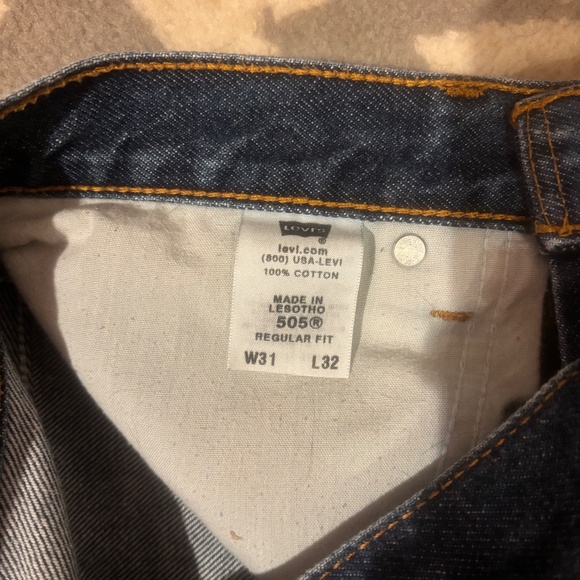 LEVI'S
®
levi.com
(800) USA-LEVI
100% COTTON
MADE IN
LESOTHO
505®
REGULAR FIT
W31 L32